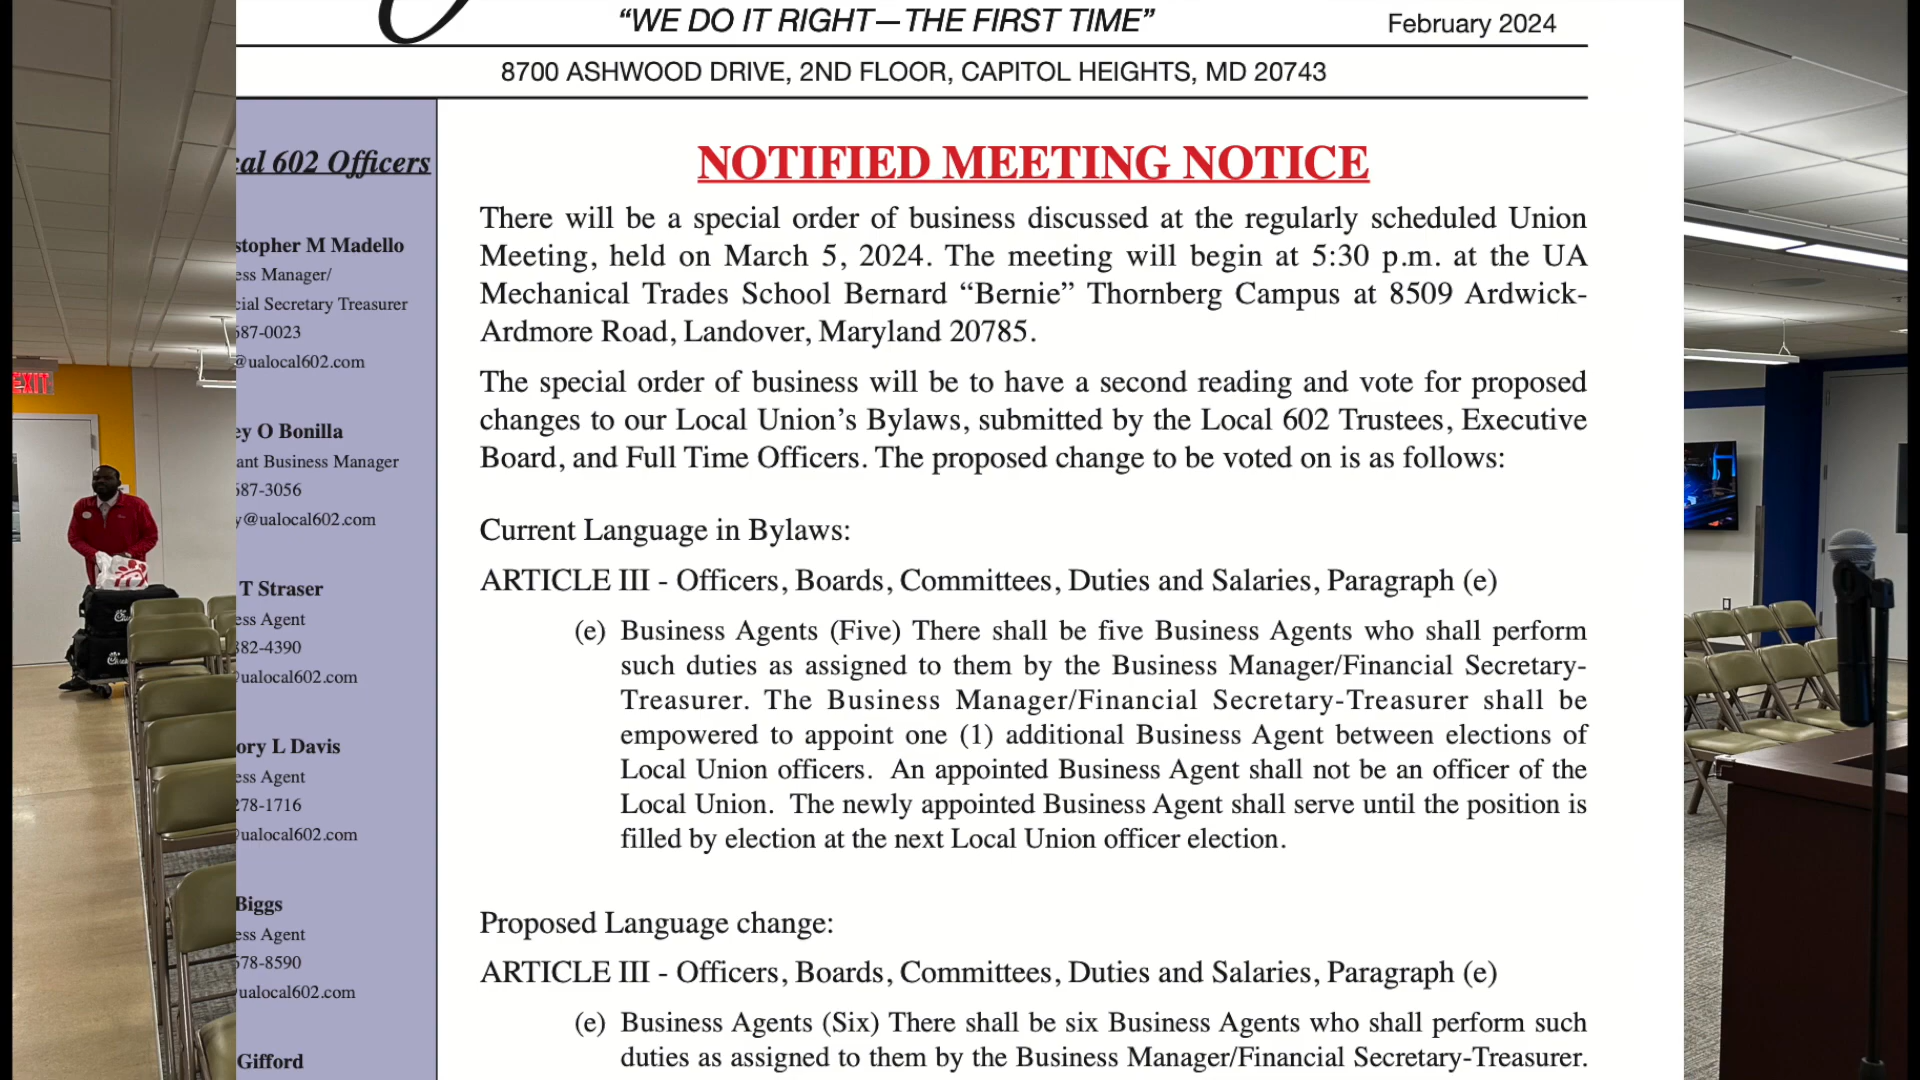 "WE DO IT RIGHT—THE FIRST TIME"
February 2024
8700 ASHWOOD DRIVE, 2ND FLOOR, CAPITOL HEIGHTS, MD 20743
cal 602 Officers
stopher M Madello
ess Manager/
cial Secretary Treasurer
587-0023
@ualocal602.com
ey O Bonilla
ant Business Manager
587-3056
y@ualocal602.com
T Straser
ess Agent
382-4390
@ualocal602.com
ory L Davis
ess Agent
278-1716
@ualocal602.com
Biggs
ess Agent
578-8590
ualocal602.com
Gifford
NOTIFIED MEETING NOTICE
There will be a special order of business discussed at the regularly scheduled Union
Meeting, held on March 5, 2024. The meeting will begin at 5:30 p.m. at the UA
Mechanical Trades School Bernard "Bernie" Thornberg Campus at 8509 Ardwick-
Ardmore Road, Landover, Maryland 20785.
The special order of business will be to have a second reading and vote for proposed
changes to our Local Union's Bylaws, submitted by the Local 602 Trustees, Executive
Board, and Full Time Officers. The proposed change to be voted on is as follows:
Current Language in Bylaws:
ARTICLE III - Officers, Boards, Committees, Duties and Salaries, Paragraph (e)
(e) Business Agents (Five) There shall be five Business Agents who shall perform
such duties as assigned to them by the Business Manager/Financial Secretary-
Treasurer. The Business Manager/Financial Secretary-Treasurer shall be
empowered to appoint one (1) additional Business Agent between elections of
Local Union officers. An appointed Business Agent shall not be an officer of the
Local Union. The newly appointed Business Agent shall serve until the position is
filled by election at the next Local Union officer election.
Proposed Language change:
ARTICLE III - Officers, Boards, Committees, Duties and Salaries, Paragraph (e)
(e) Business Agents (Six) There shall be six Business Agents who shall perform such
duties as assigned to them by the Business Manager/Financial Secretary-Treasurer.
EXIT